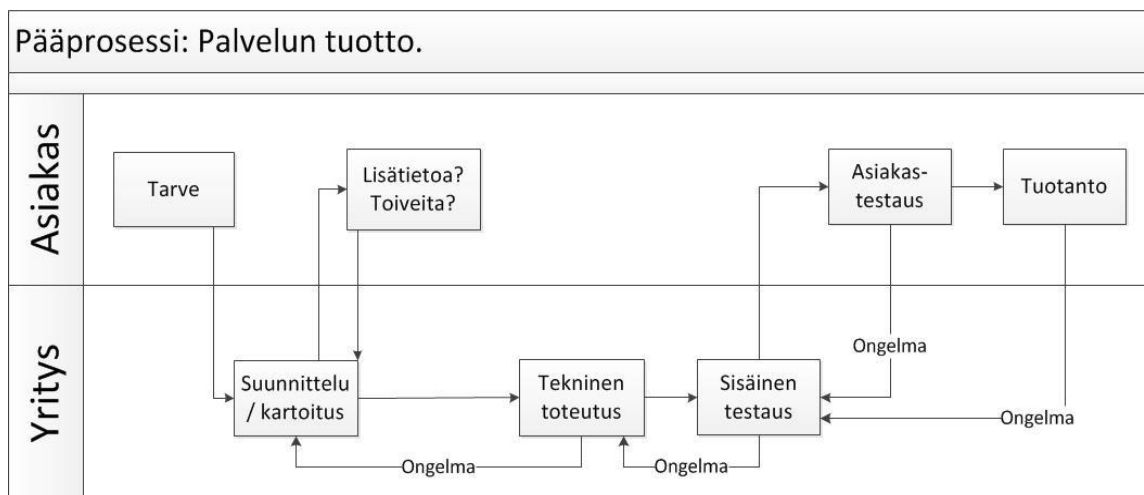 Pääprosessi: Palvelun tuotto.
Asiakas
Tarve
Lisätietoa?
Toiveita?
Asiakas-
testaus
Tuotanto
Yritys
Suunnittelu
/ kartoitus
Tekninen
toteutus
Sisäinen
testaus
Ongelma
Ongelma
Ongelma
Ongelma